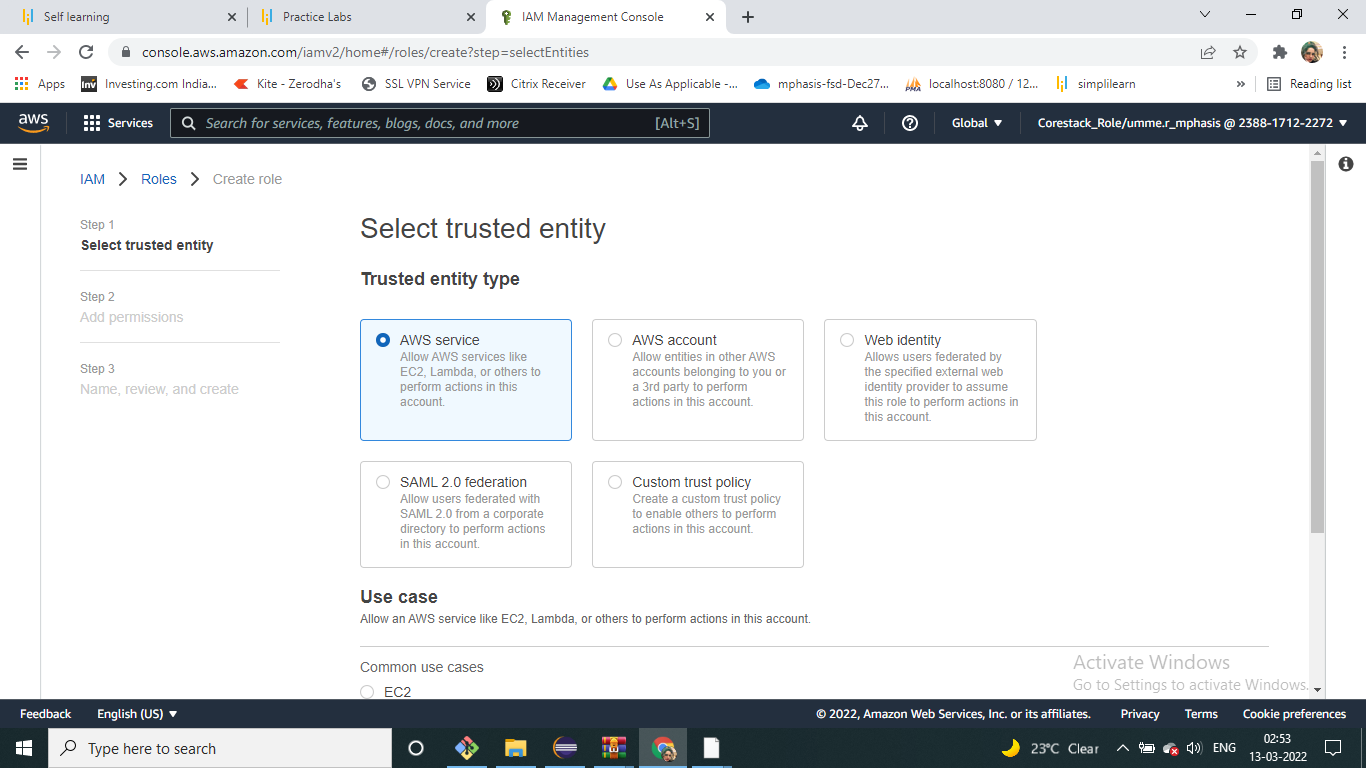 Self learning
Practice Labs
IAM Management Console
console.aws.amazon.com/iamv2/home#/roles/create?step=selectEntities
Apps
inv Investing.com India...
Kite - Zerodha's
SSL VPN Service
Citrix Receiver
Use As Applicable -...
mphasis-fsd-Dec27...
PMA localhost:8080 / 12...
simplilearn
»
Reading list
aws
Services
Search for services, features, blogs, docs, and more [Alt+S]
Global
Corestack_Role/umme.r_mphasis @ 2388-1712-2272
IAM
Roles
Create role
Step 1
Select trusted entity
Step 2
Add permissions
Step 3
Name, review, and create
Select trusted entity
Trusted entity type
AWS service
Allow AWS services like
EC2, Lambda, or others to
perform actions in this
account.
AWS account
Allow entities in other AWS
accounts belonging to you or
a 3rd party to perform
actions in this account.
Web identity
Allows users federated by
the specified external web
identity provider to assume
this role to perform actions in
this account.
SAML 2.0 federation
Allow users federated with
SAML 2.0 from a corporate
directory to perform actions
in this account.
Custom trust policy
Create a custom trust policy
to enable others to perform
actions in this account.
Use case
Allow an AWS service like EC2, Lambda, or others to perform actions in this account.
Common use cases
EC2
Activate Windows
Go to Settings to activate Windows.
Feedback
English (US)
© 2022, Amazon Web Services, Inc. or its affiliates.
Privacy
Terms
Cookie preferences
Type here to search
23°C Clear
ENG
02:53
13-03-2022